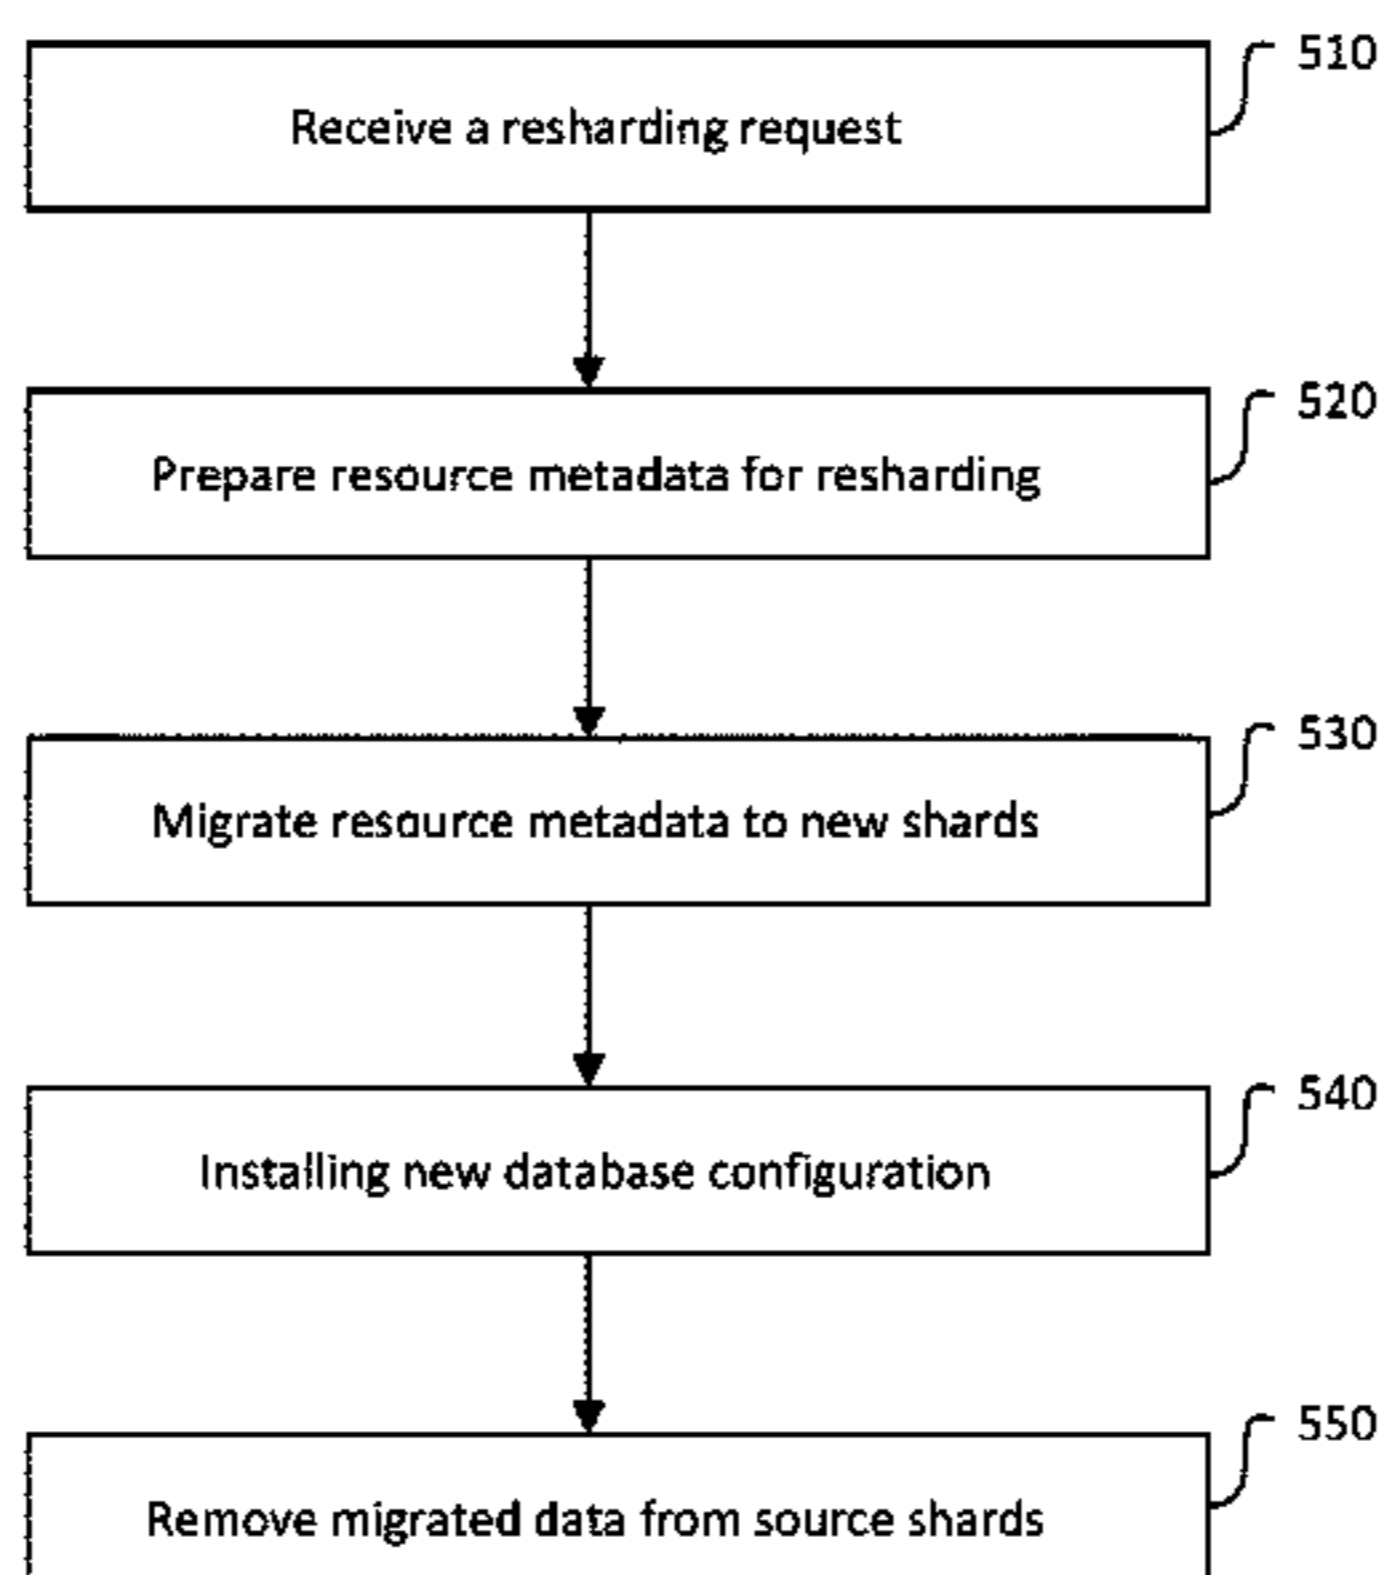 510
Receive a resharding request
520
Prepare resource metadata for resharding
530
Migrate resource metadata to new shards
540
Installing new database configuration
550
Remove migrated data from source shards